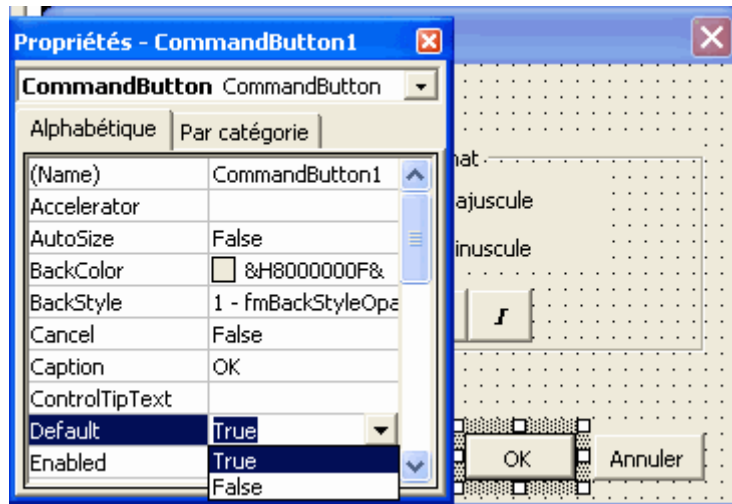 Propriétés - CommandButton1
CommandButton CommandButton
Alphabétique Par catégorie
(Name) CommandButton1
Accelerator
AutoSize False
BackColor &H8000000F&
BackStyle 1 - fmBackStyleOpa
Cancel False
Caption OK
ControlTipText
Default True
Enabled True
False
nat
ajuscule
inuscule
I
OK Annuler